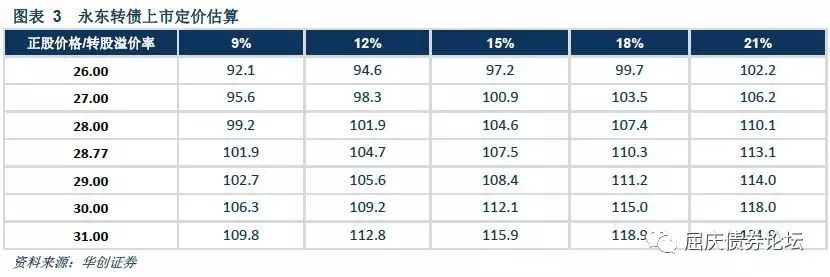 图表 3 永东转债上市定价估算
正股价格/转股溢价率 9% 12% 15% 18% 21%
26.00 92.1 94.6 97.2 99.7 102.2
27.00 95.6 98.3 100.9 103.5 106.2
28.00 99.2 101.9 104.6 107.4 110.1
28.77 101.9 104.7 107.5 110.3 113.1
29.00 102.7 105.6 108.4 111.2 114.0
30.00 106.3 109.2 112.1 115.0 118.0
31.00 109.8 112.8 115.9
屈庆债券论坛
资料来源：华创证券